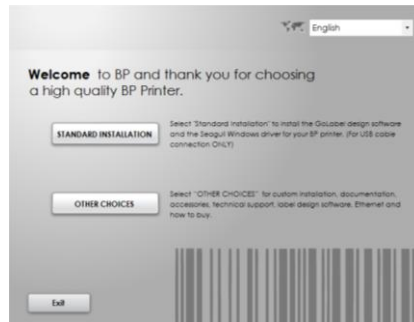 English
Welcome to BP and thank you for choosing
a high quality BP Printer.
STANDARD INSTALLATION
Select "Standard Installation" to install the GoLabel design software
and the Seagull Windows driver for your BP printer. (For USB cable
connection ONLY)
OTHER CHOICES
Select "OTHER CHOICES" for custom installation, documentation,
accessories, technical support, label design software, Ethernet and
how to buy.
Exit